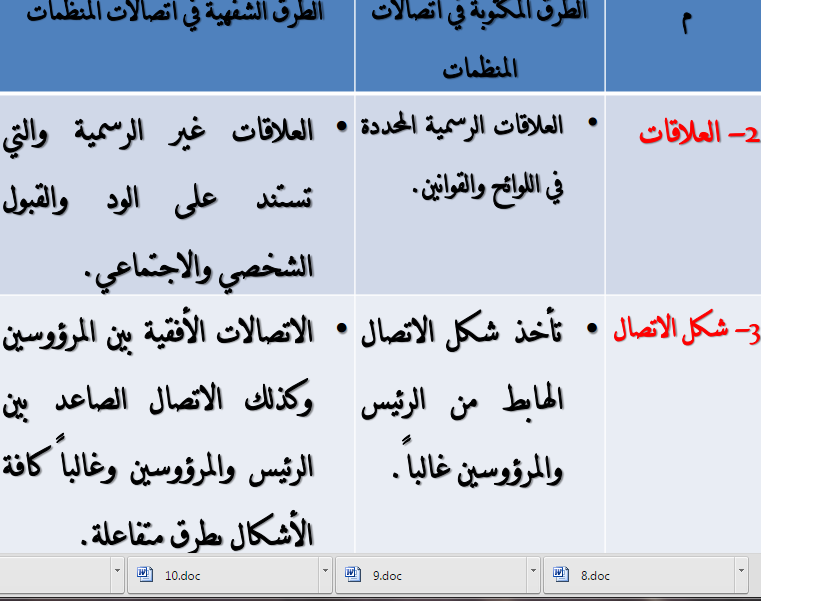 م
الطرق المكتوبة في اتصالات
المنظمات
الطرق الشفهية في اتصالات المنظمات
2– العلاقات
• العلاقات الرسمية المحددة
في اللوائح والقوانين.
• العلاقات غير الرسمية والتي
تستند على الود والقبول
الشخصي والاجتماعي.
3– شكل الاتصال
• تأخذ شكل الاتصال
الهابط من الرئيس
والمرؤوسين غالباً .
• الاتصالات الأفقية بين المرؤوسين
وكذلك الاتصال الصاعد بين
الرئيس والمرؤوسين وغالباً كافة
الأشكال بطرق متفاعلة.
10.doc
9.doc
8.doc